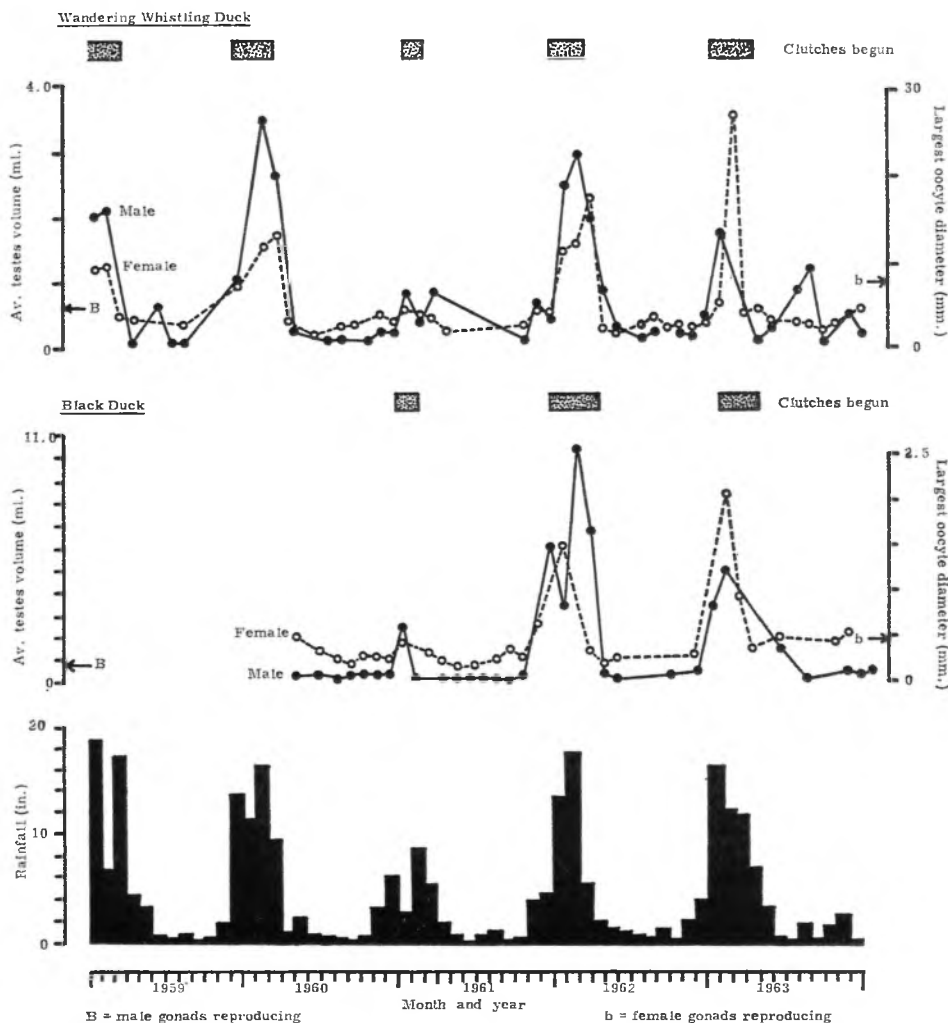 Wandering Whistling Duck
Clutches begun
4.0
30
Av. testes volume (ml.)
Largest oocyte diameter (mm.)
Male
Female
B
b
0
0
Black Duck
Clutches begun
11.0
2.5
Av. testes volume (ml.)
Largest oocyte diameter (mm.)
Female
Male
B
b
0
0
20
Rainfall (in.)
10
0
1959
1960
1961
1962
1963
Month and year
B = male gonads reproducing
b = female gonads reproducing